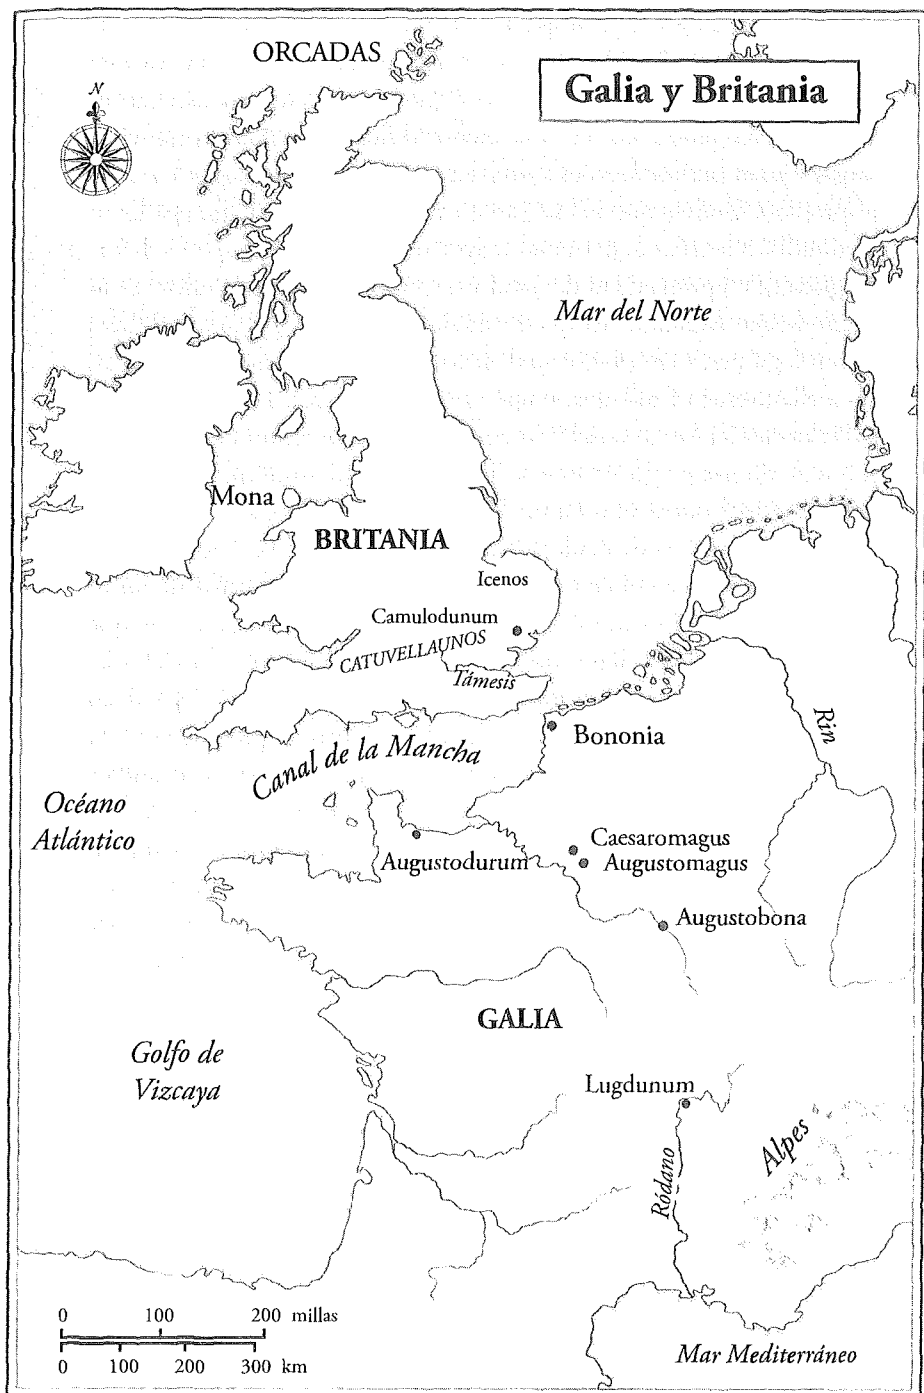 ORCADAS
Galia y Britania
N
Mar del Norte
Mona
BRITANIA
Icenos
Camulodunum
CATUVELLAUNOS
Támesis
Rin
Bononia
Canal de la Mancha
Océano
Atlántico
Caesaromagus
Augustodurum
Augustomagus
Augustobona
GALIA
Golfo de
Vizcaya
Lugdunum
Alpes
Ródano
0 100 200 millas
0 100 200 300 km
Mar Mediterráneo